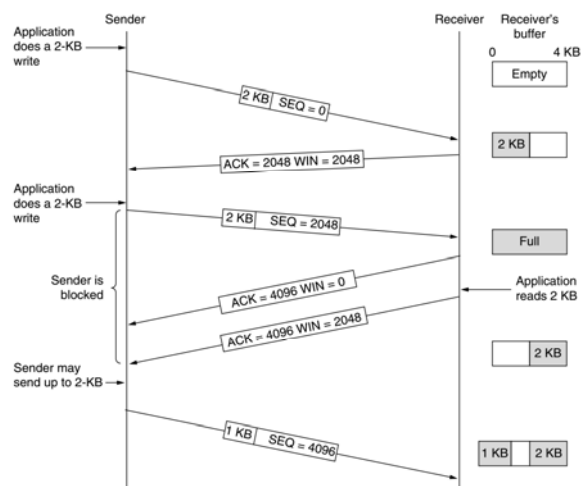 Sender
Receiver
Receiver's
buffer
Application
does a 2-KB
write
0
4 KB
Empty
2 KB
SEQ = 0
2 KB
ACK = 2048 WIN = 2048
Application
does a 2-KB
write
2 KB
SEQ = 2048
Full
Sender is
blocked
ACK = 4096 WIN = 0
Application
reads 2 KB
ACK = 4096 WIN = 2048
2 KB
Sender may
send up to 2-KB
1 KB
SEQ = 4096
1 KB
2 KB